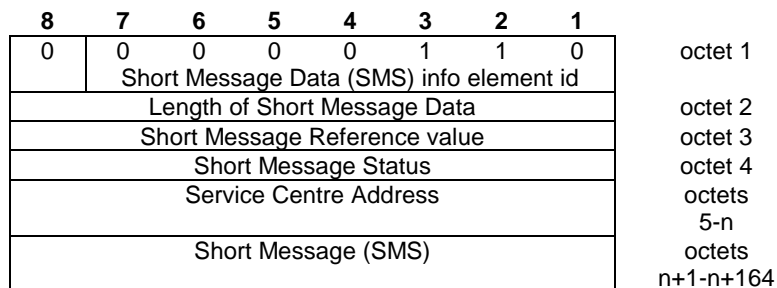 8 7 6 5 4 3 2 1
0 0 0 0 0 1 1 0 octet 1
Short Message Data (SMS) info element id
Length of Short Message Data octet 2
Short Message Reference value octet 3
Short Message Status octet 4
Service Centre Address octets
5-n
Short Message (SMS) octets
n+1-n+164